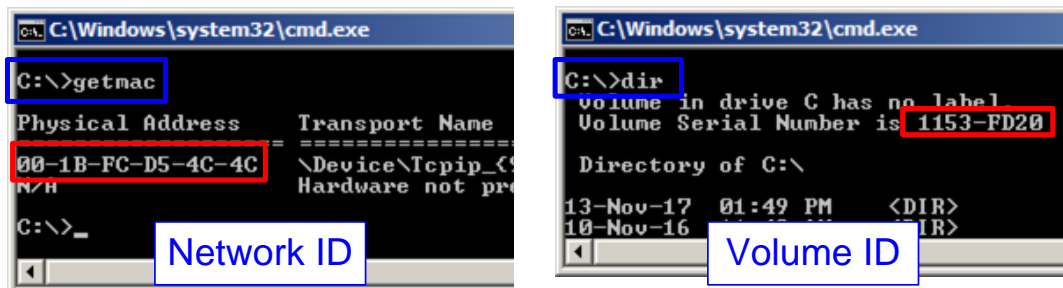 C:\Windows\system32\cmd.exe
C:\>getmac
Physical Address Transport Name
00-1B-FC-D5-4C-4C \Device\Tcpip_{
N/A Hardware not pre
C:\>_
Network ID
C:\Windows\system32\cmd.exe
C:\>dir
Volume in drive C has no label.
Volume Serial Number is 1153-FD20
Directory of C:\
13-Nov-17 01:49 PM <DIR>
10-Nov-16
Volume ID